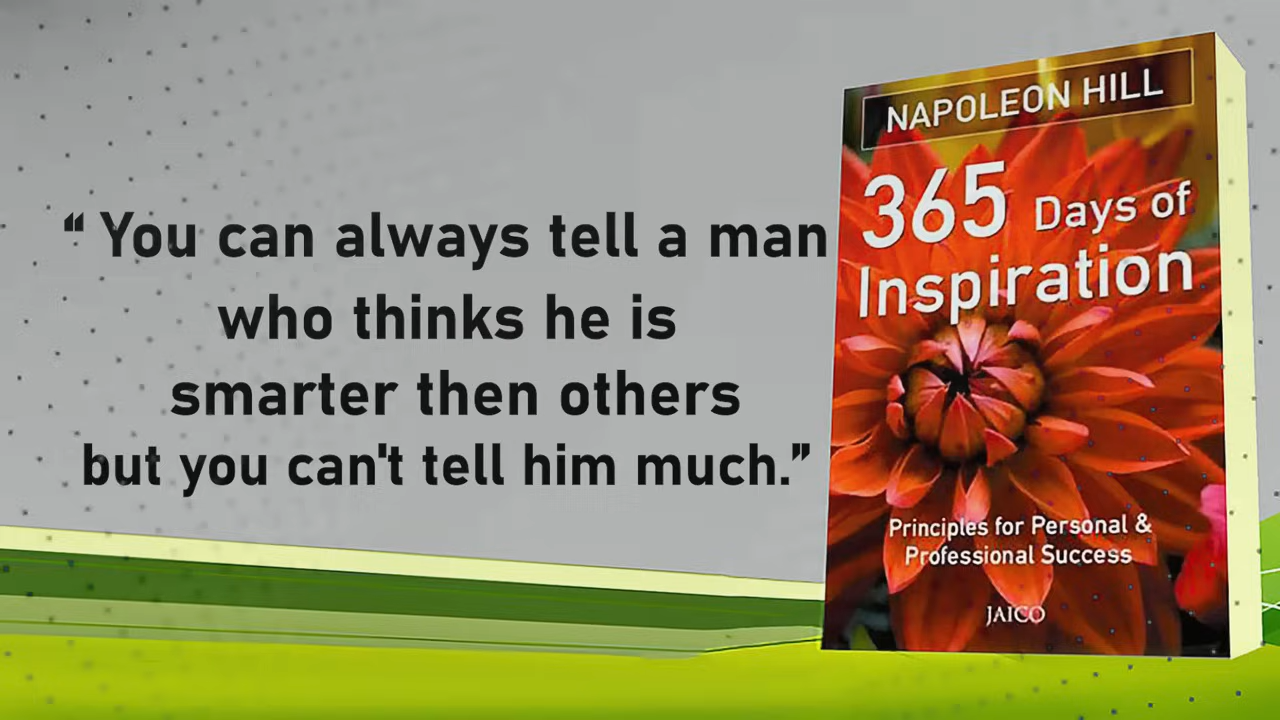 “ You can always tell a man
who thinks he is
smarter then others
but you can't tell him much.”
NAPOLEON HILL
365 Days of
Inspiration
Principles for Personal &
Professional Success
JAICO